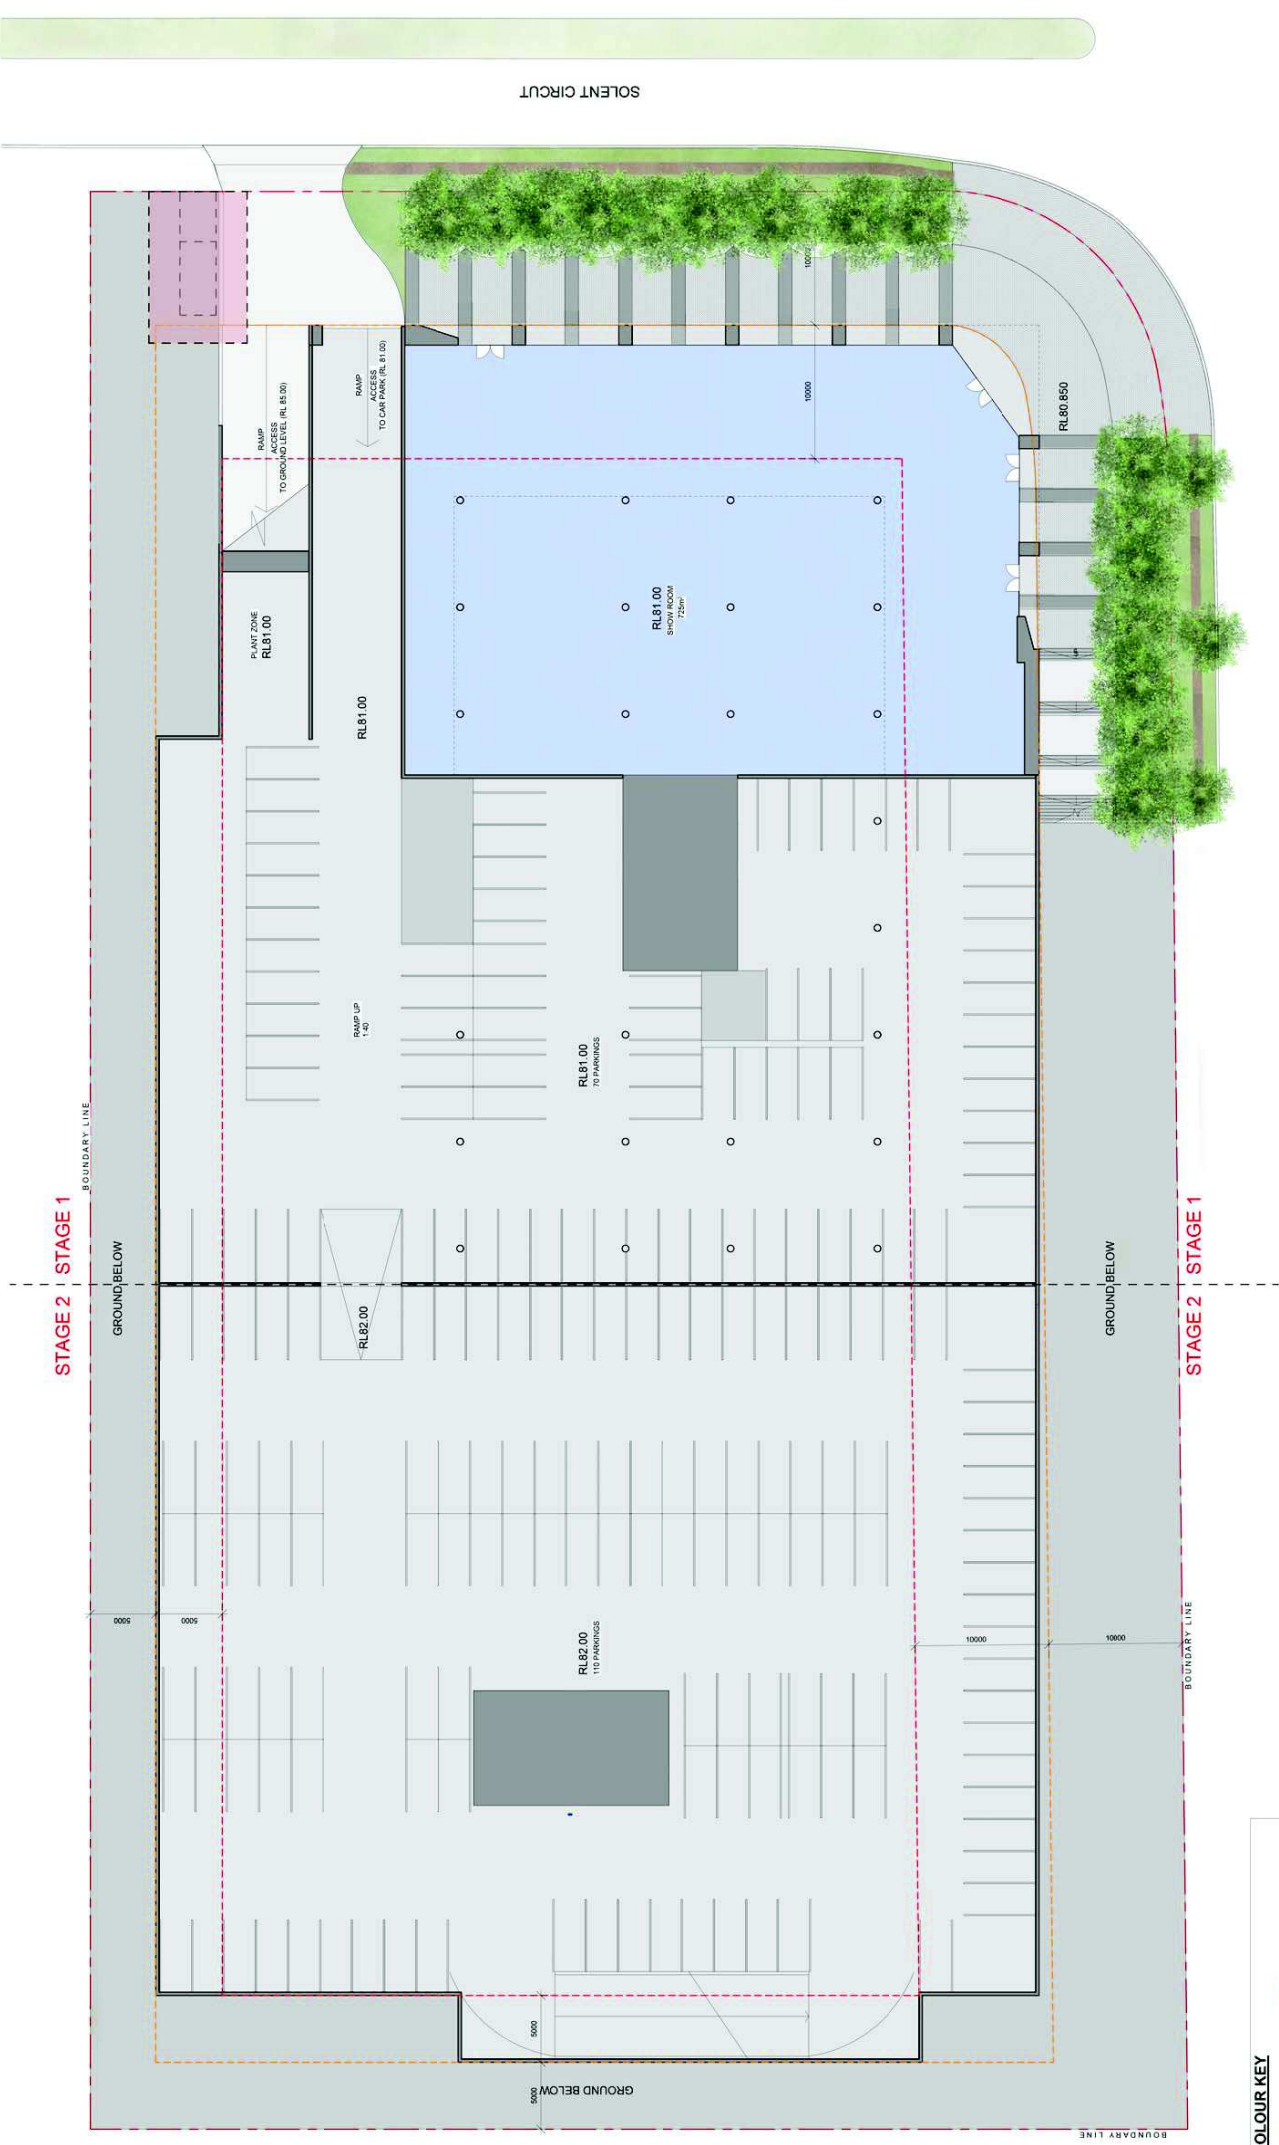 SOLENT CIRCUT
10000
RAMP
ACCESS
TO CAR PARK (RL 81.00)
RAMP
ACCESS
TO GROUND LEVEL (RL 85.00)
10000
RL80.850
PLANT ZONE
RL81.00
RL81.00
SHOW ROOM
725m²
RL81.00
RAMP UP
1:40
RL81.00
70 PARKINGS
BOUNDARY LINE
STAGE 1
STAGE 2
GROUND BELOW
RL82.00
GROUND BELOW
STAGE 1
STAGE 2
5000
5000
RL82.00
110 PARKINGS
10000
10000
BOUNDARY LINE
5000
5000
GROUND BELOW
BOUNDARY LINE
OLOUR KEY